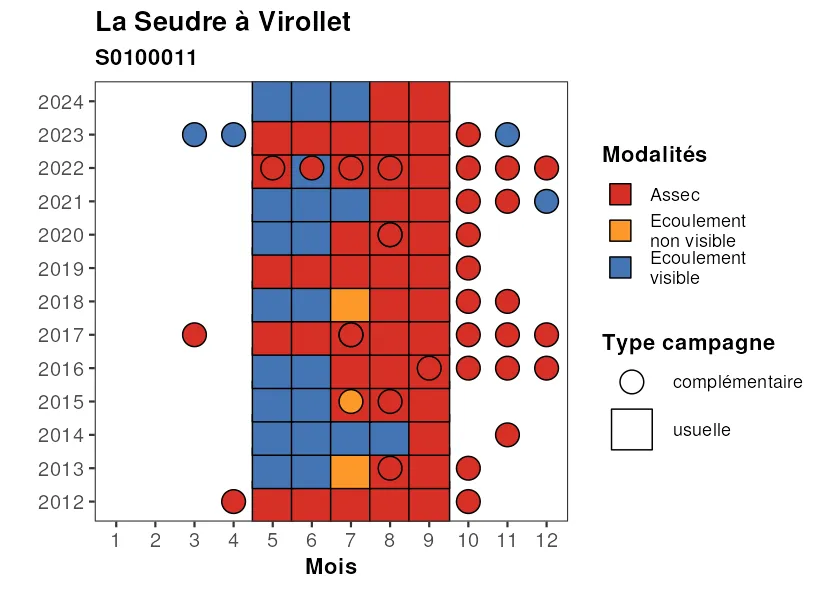 La Seudre à Virollet
S0100011
2024
2023
2022
2021
2020
2019
2018
2017
2016
2015
2014
2013
2012
1 2 3 4 5 6 7 8 9 10 11 12
Mois
Modalités
Assec
Ecoulement
non visible
Ecoulement
visible
Type campagne
complémentaire
usuelle